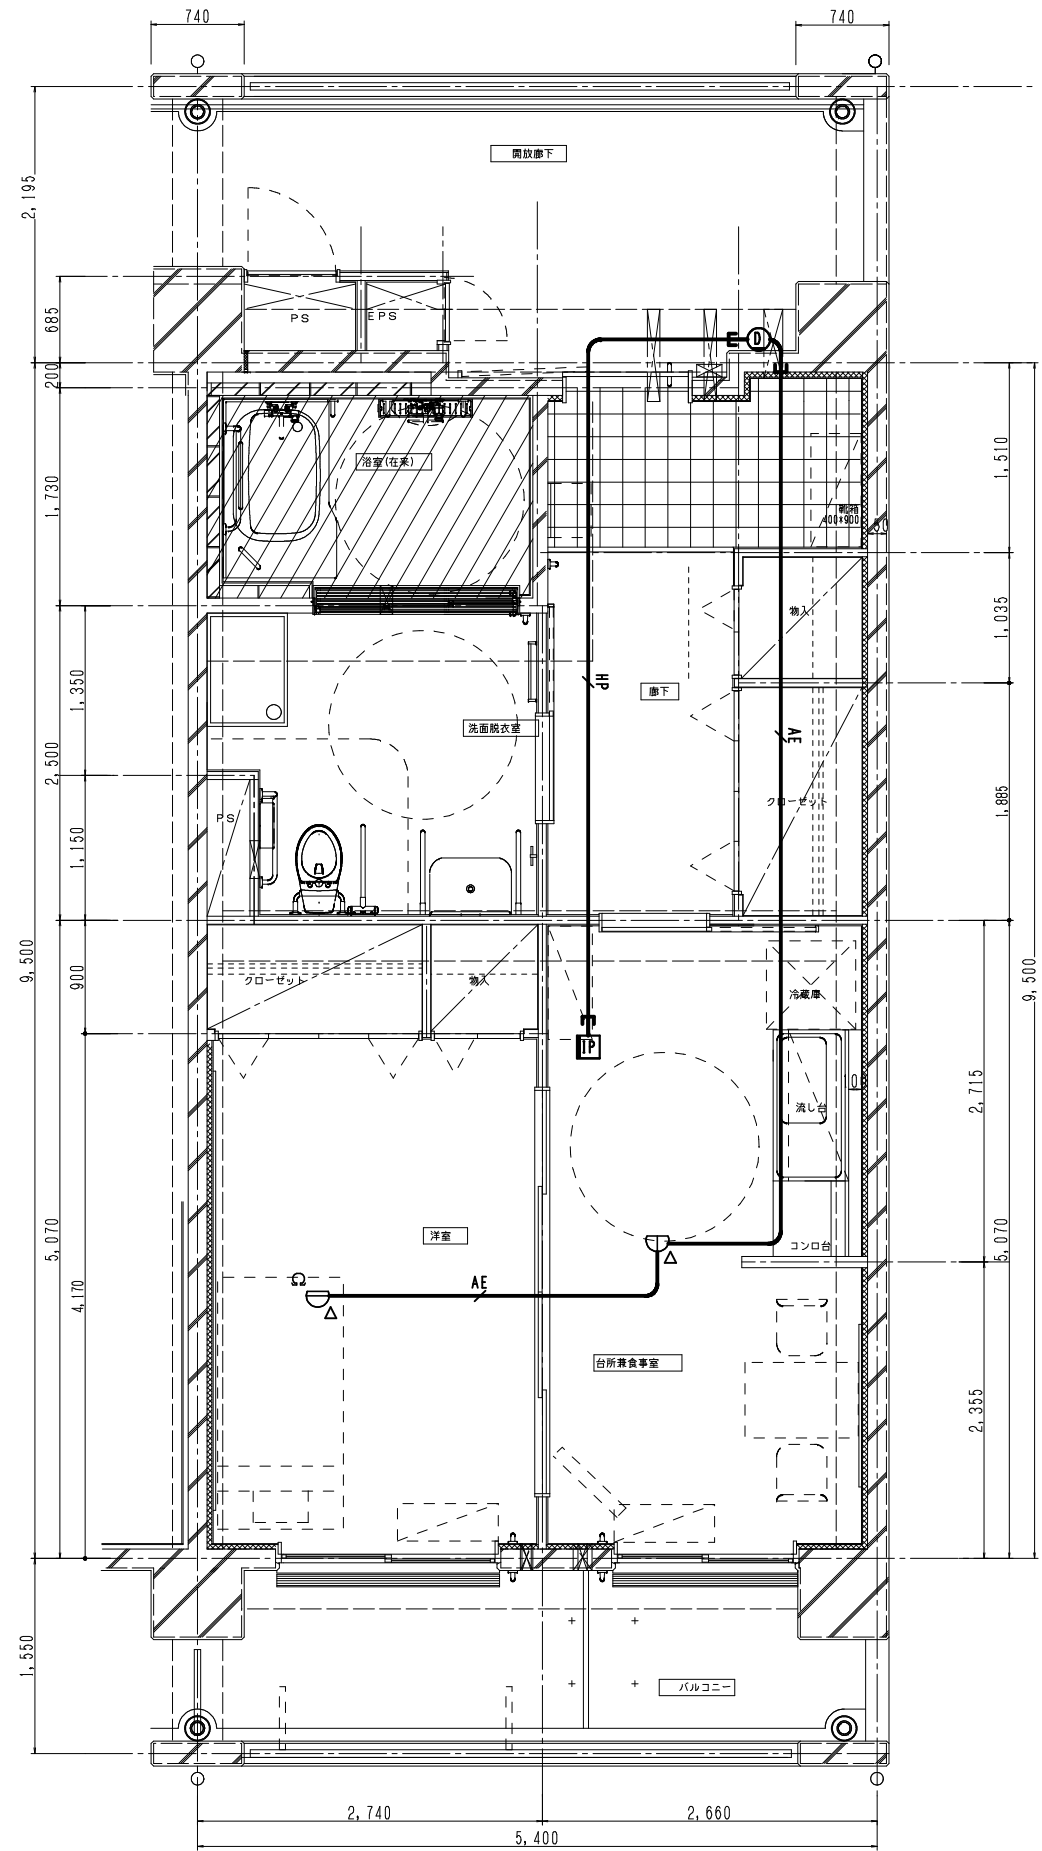 740
740
開放廊下
2,195
685
PS
EPS
D
200
浴室(在来)
1,730
1,510
靴箱
400*900
50
物入
1,035
1,350
HP
廊下
AE
洗面脱衣室
2,500
クローゼット
1,885
PS
1,150
9,500
900
クローゼット
物入
冷蔵庫
9,500
IP
2,715
流し台
5,070
洋室
コンロ台
5,070
4,170
AE
台所兼食事室
2,355
1,550
バルコニー
2,740
2,660
5,400